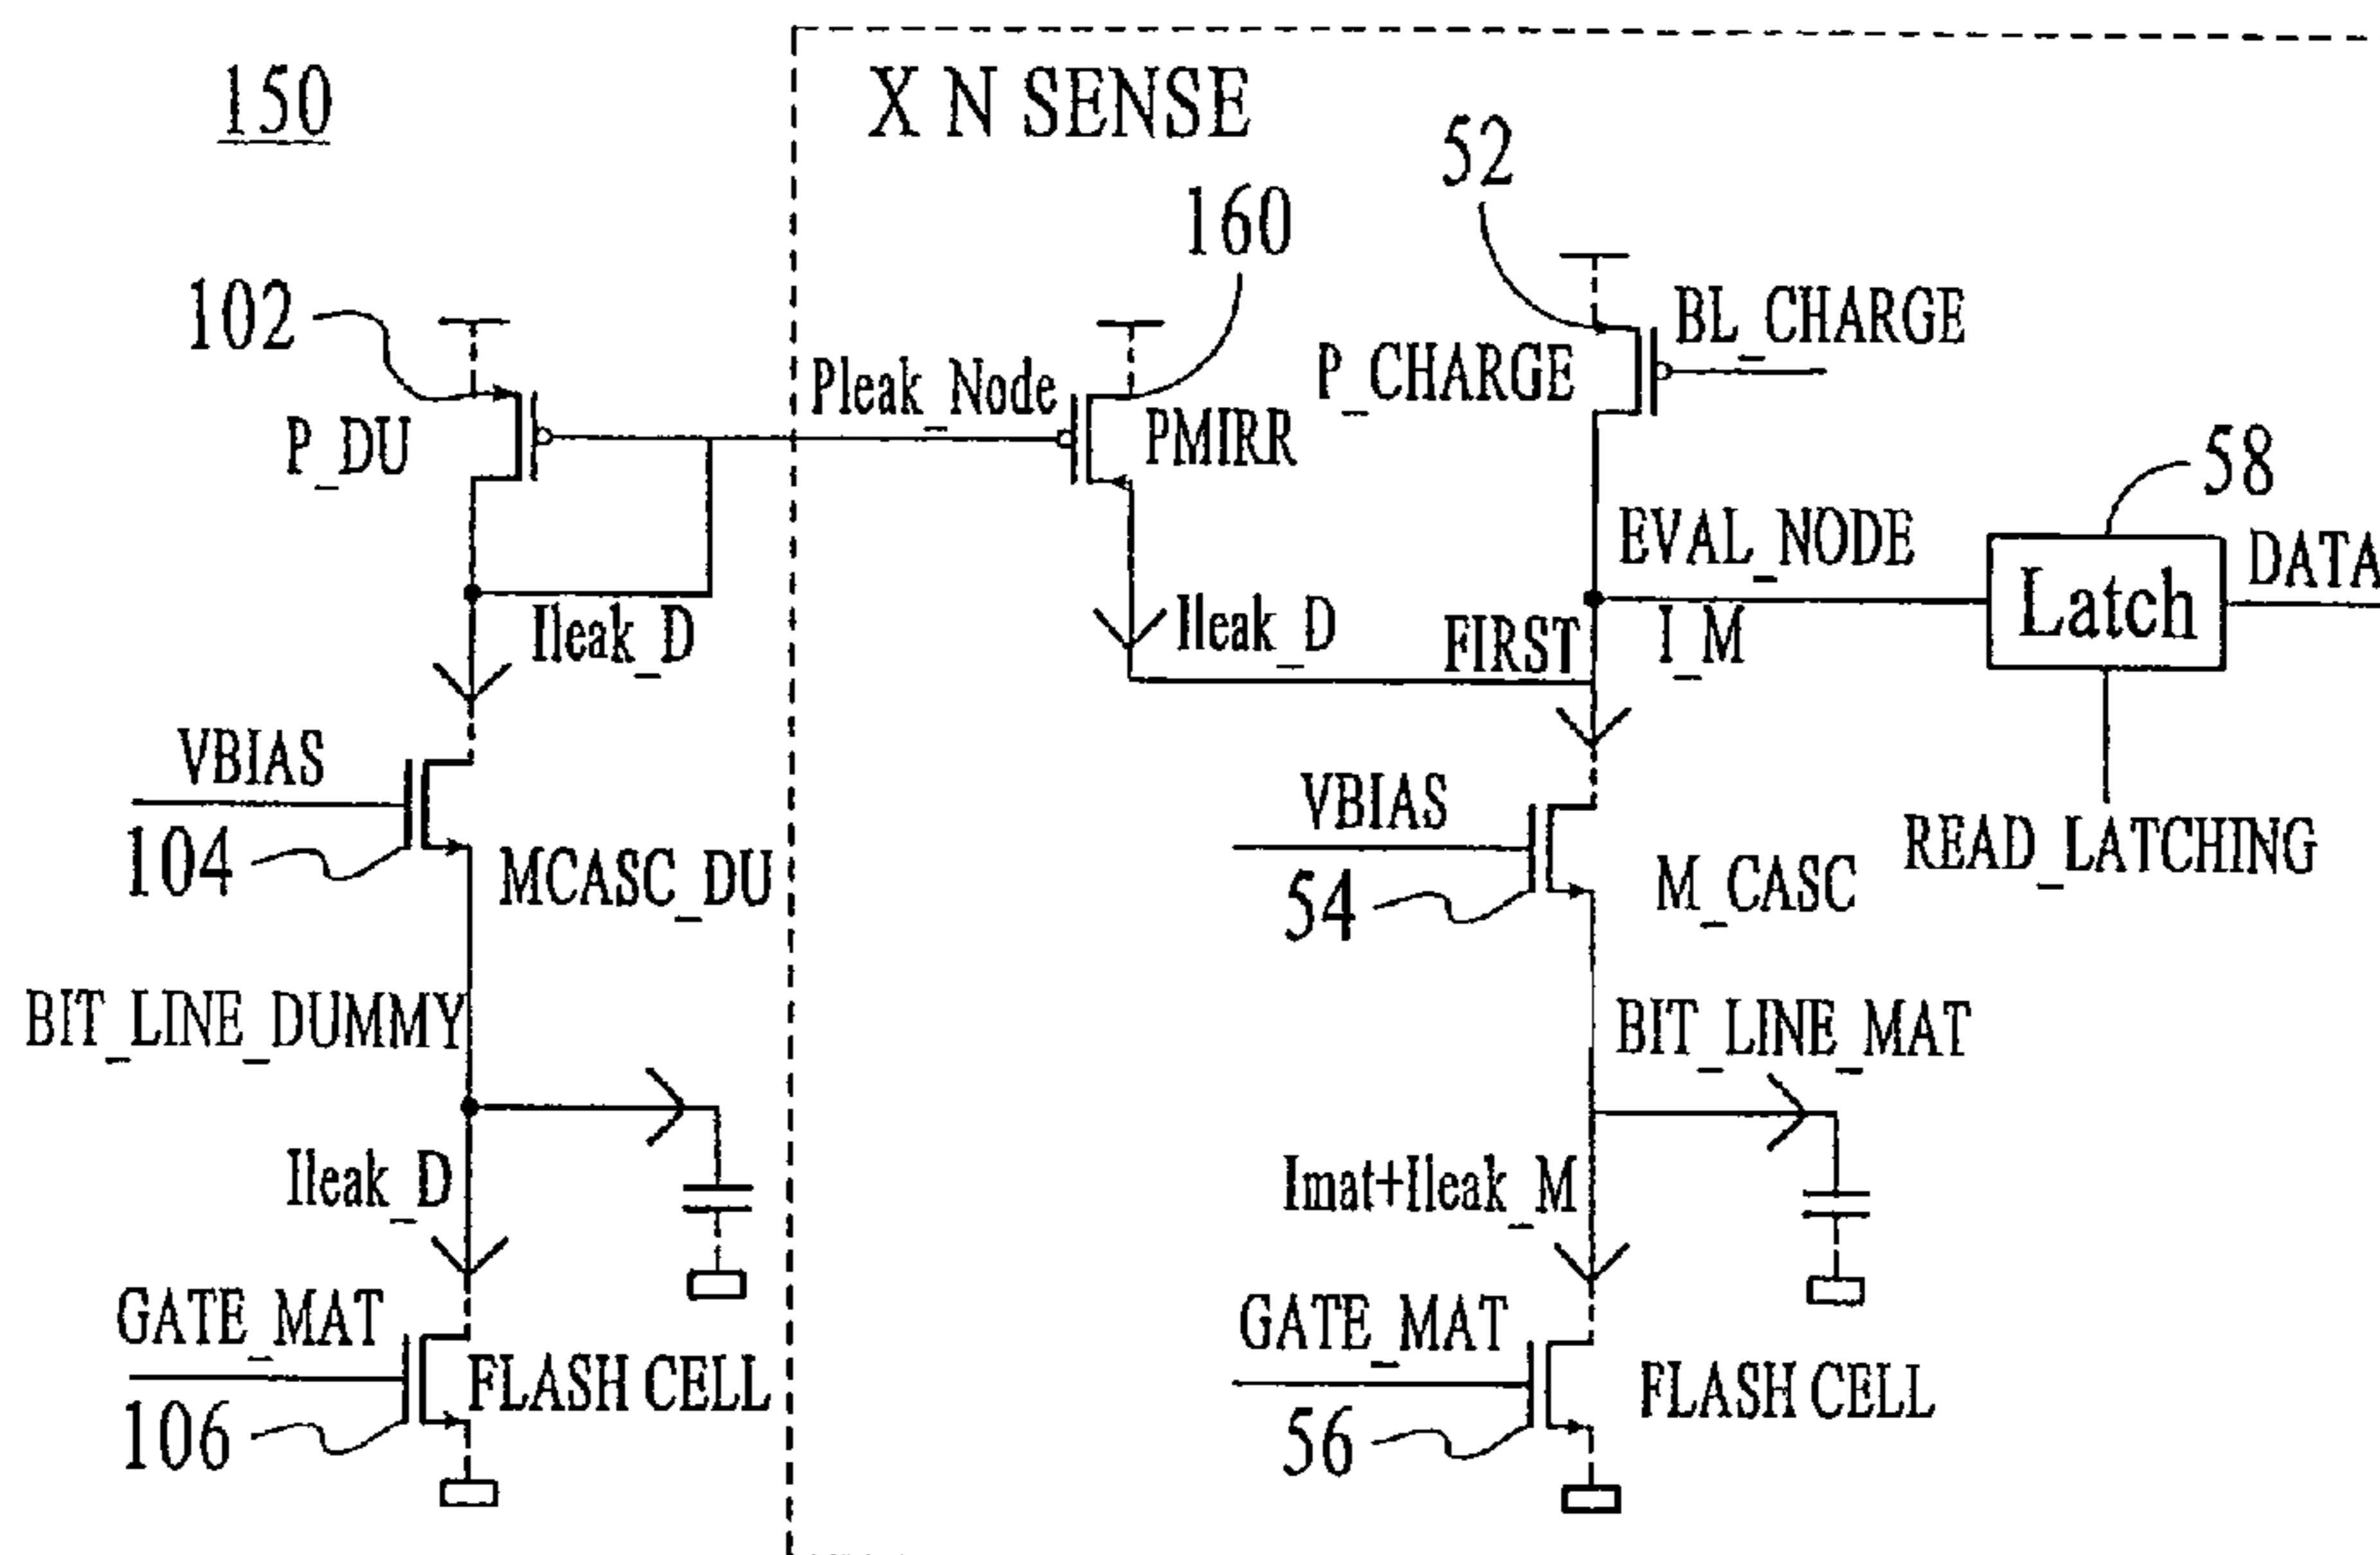 150
X N SENSE
52
160
102
BL_CHARGE
P_CHARGE
Pleak_Node
P_DU
PMIRR
58
EVAL_NODE
Latch
DATA
Ileak_D
Ileak_D
FIRST
I_M
VBIAS
VBIAS
READ_LATCHING
104
MCASC_DU
54
M_CASC
BIT_LINE_DUMMY
BIT_LINE_MAT
Ileak_D
Imat+Ileak_M
GATE_MAT
GATE_MAT
FLASH CELL
FLASH CELL
106
56